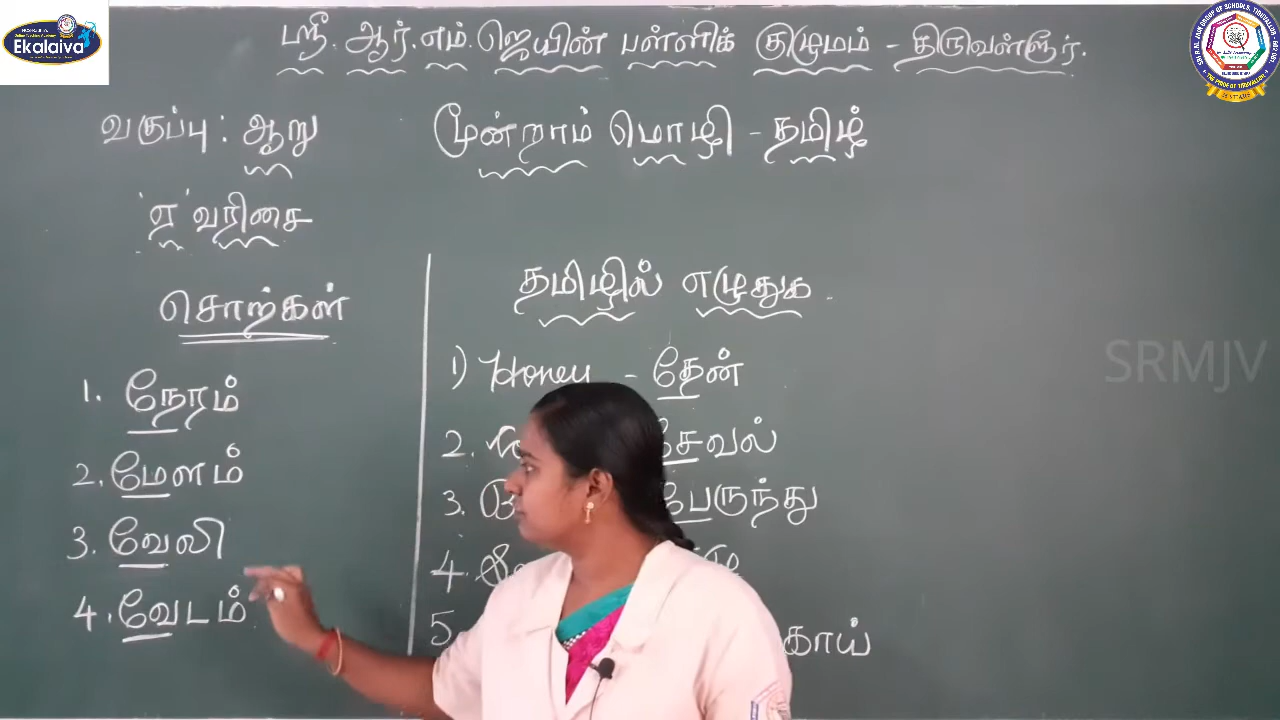 Ekalaiva
ஸ்ரீ. ஆர்.எம்.ஜெயின் பள்ளிக் குழுமம் - திருவள்ளூர்.
வகுப்பு : ஆறு
மூன்றாம் மொழி - தமிழ்
'ஏ' வரிசை
சொற்கள்
1. நேரம்
2. மேளம்
3. வேலி
4. வேடம்
தமிழில் எழுதுக.
1) Honey - தேன்
2. சேவல்
3. பேருந்து
4.
5. காய்
SRMJV